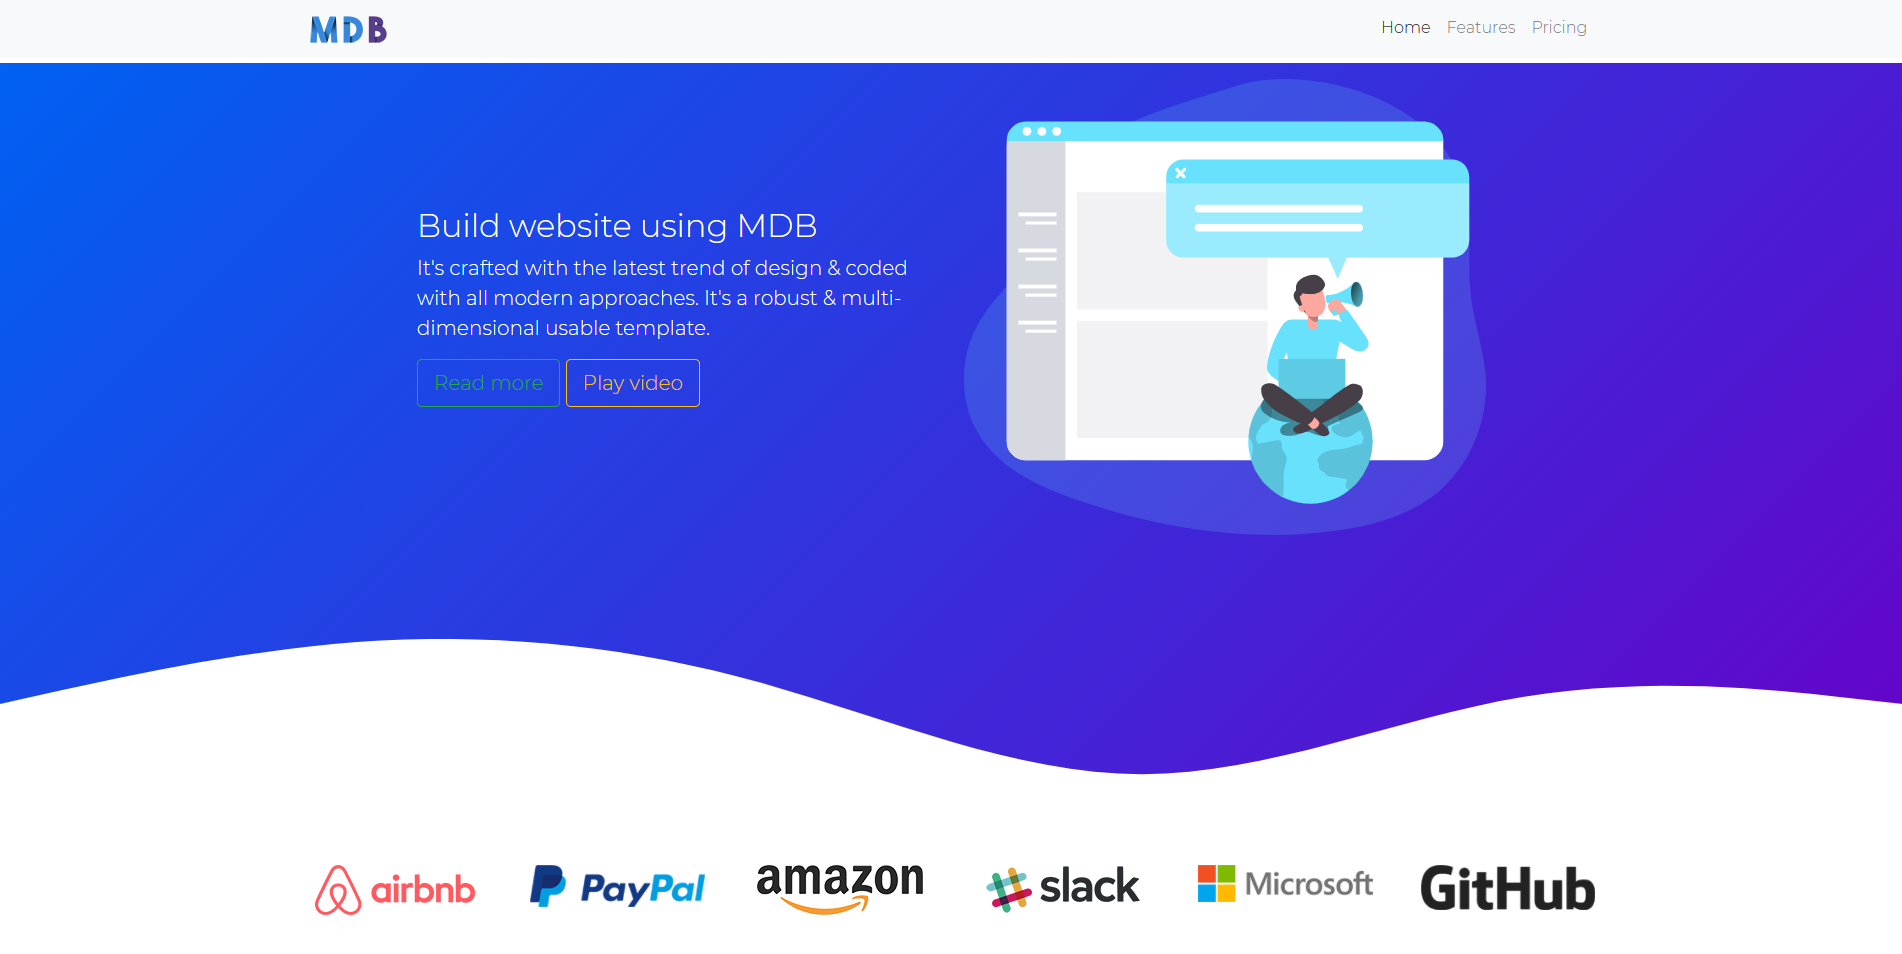 MDB
Home Features Pricing
Build website using MDB
It's crafted with the latest trend of design & coded
with all modern approaches. It's a robust & multi-
dimensional usable template.
Read more Play video
airbnb PayPal amazon slack Microsoft GitHub